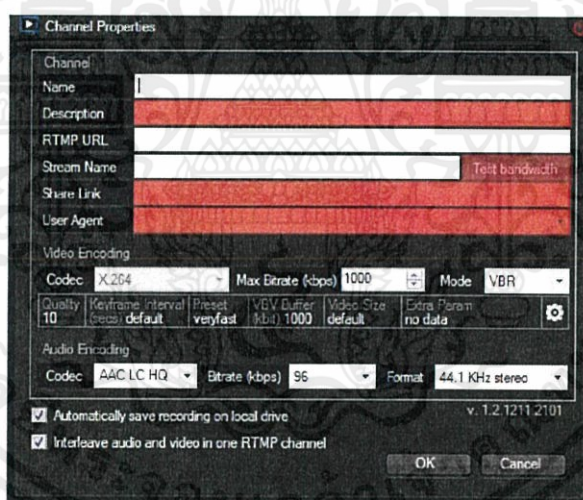 Channel Properties
Channel
Name
Description
RTMP URL
Stream Name Test bandwidth
Share Link
User Agent
Video Encoding
Codec X.264 Max Bitrate (kbps) 1000 Mode VBR
Quality Keyframe Interval Preset VBV Buffer Video Size Extra Param
10 (secs) default veryfast (kbit) 1000 default no data
Audio Encoding
Codec AAC LC HQ Bitrate (kbps) 96 Format 44.1 KHz stereo
Automatically save recording on local drive v. 1.2.1211.2101
Interleave audio and video in one RTMP channel
OK Cancel